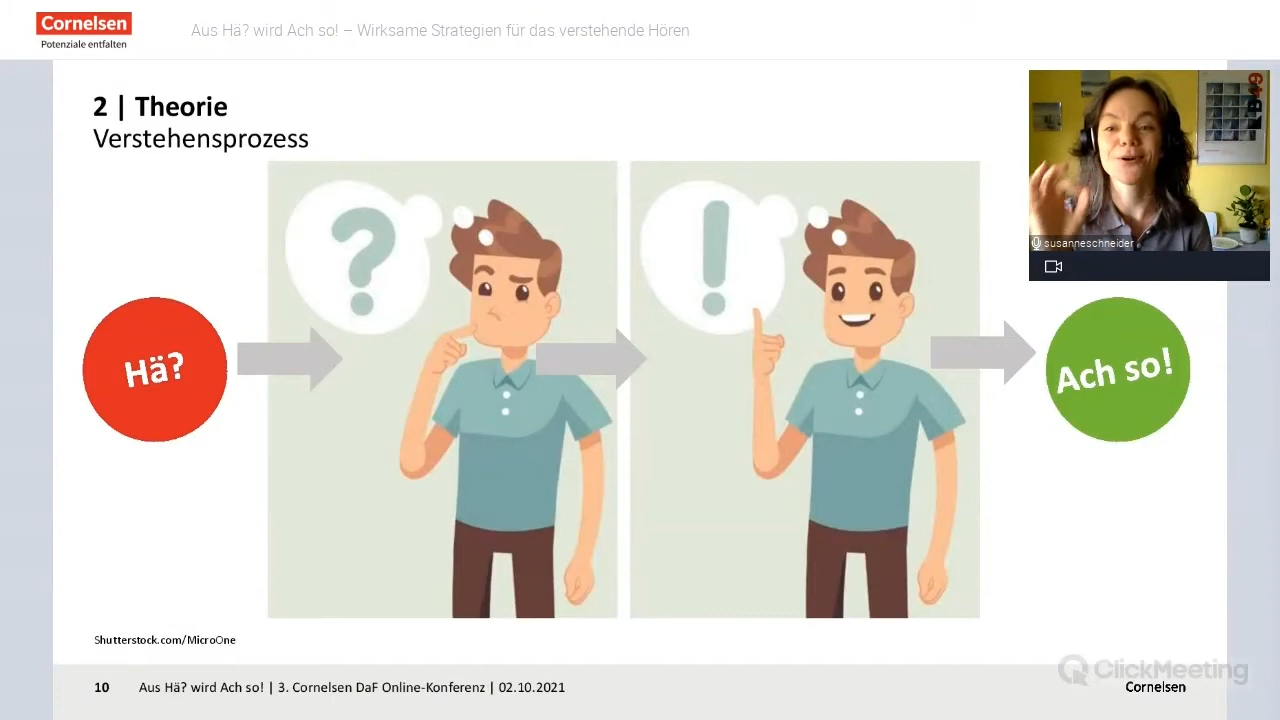 Cornelsen
Potenziale entfalten
Aus Hä? wird Ach so! – Wirksame Strategien für das verstehende Hören
2 | Theorie
Verstehensprozess
susanneschneider
?
!
Hä?
Ach so!
Shutterstock.com/MicroOne
ClickMeeting
10 Aus Hä? wird Ach so! | 3. Cornelsen DaF Online-Konferenz | 02.10.2021
Cornelsen